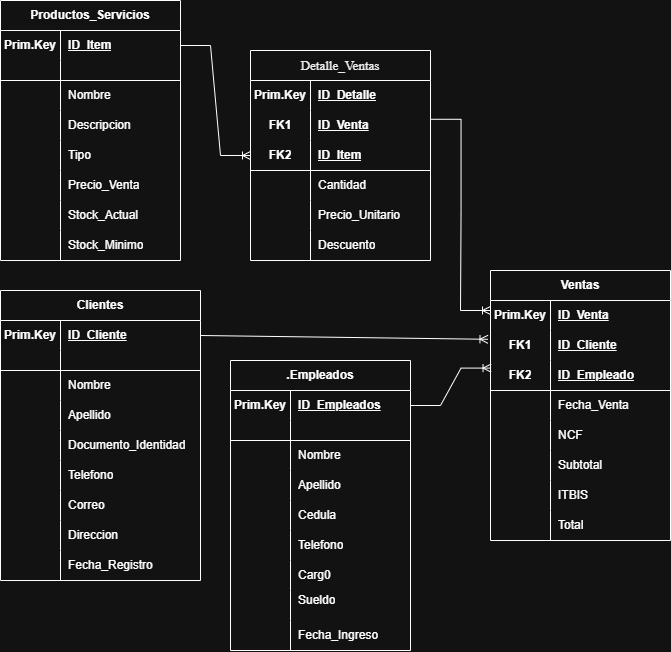 Productos_Servicios
Prim.Key ID_Item
Nombre
Descripcion
Tipo
Precio_Venta
Stock_Actual
Stock_Minimo
Detalle_Ventas
Prim.Key ID_Detalle
FK1 ID_Venta
FK2 ID_Item
Cantidad
Precio_Unitario
Descuento
Clientes
Prim.Key ID_Cliente
Nombre
Apellido
Documento_Identidad
Telefono
Correo
Direccion
Fecha_Registro
.Empleados
Prim.Key ID_Empleados
Nombre
Apellido
Cedula
Telefono
Carg0
Sueldo
Fecha_Ingreso
Ventas
Prim.Key ID_Venta
FK1 ID_Cliente
FK2 ID_Empleado
Fecha_Venta
NCF
Subtotal
ITBIS
Total